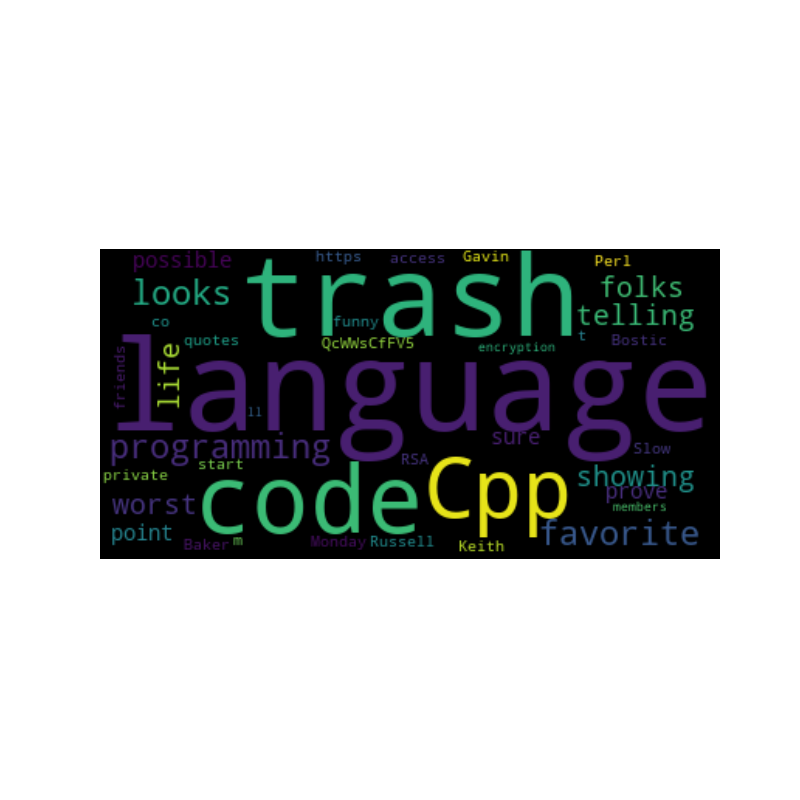 possible https access Gavin Perl
looks trash folks
co funny telling
quotes QcWWsCfFV5 encryption t Bostic
friends life language
ll
programming sure
start RSA Slow
private code Cpp showing
worst prove
members
point favorite
Baker m Monday Russell Keith